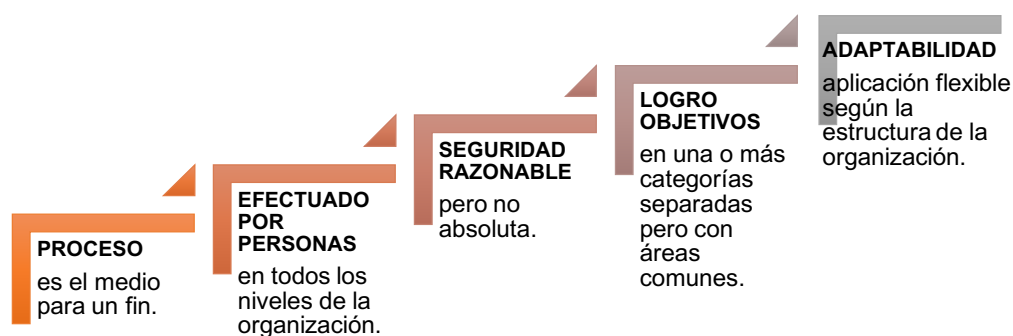 PROCESO
es el medio
para un fin.
EFECTUADO
POR
PERSONAS
en todos los
niveles de la
organización.
SEGURIDAD
RAZONABLE
pero no
absoluta.
LOGRO
OBJETIVOS
en una o más
categorías
separadas
pero con
áreas
comunes.
ADAPTABILIDAD
aplicación flexible
según la
estructura de la
organización.